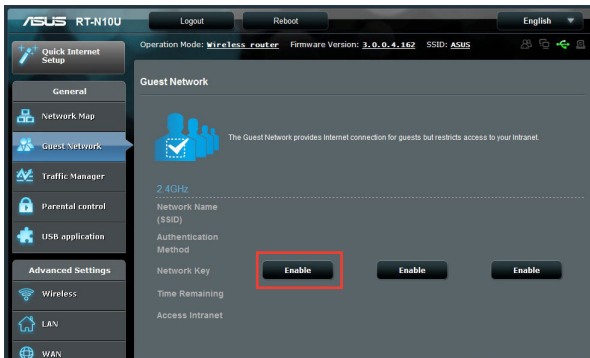 ASUS RT-N10U Logout Reboot English
Operation Mode: Wireless router Firmware Version: 3.0.0.4.162 SSID: ASUS
Quick Internet
Setup
General
Network Map
Guest Network
Traffic Manager
Parental control
USB application
Advanced Settings
Wireless
LAN
WAN
Guest Network
The Guest Network provides Internet connection for guests but restricts access to your Intranet.
2.4GHz
Network Name
(SSID)
Authentication
Method
Network Key Enable Enable Enable
Time Remaining
Access Intranet